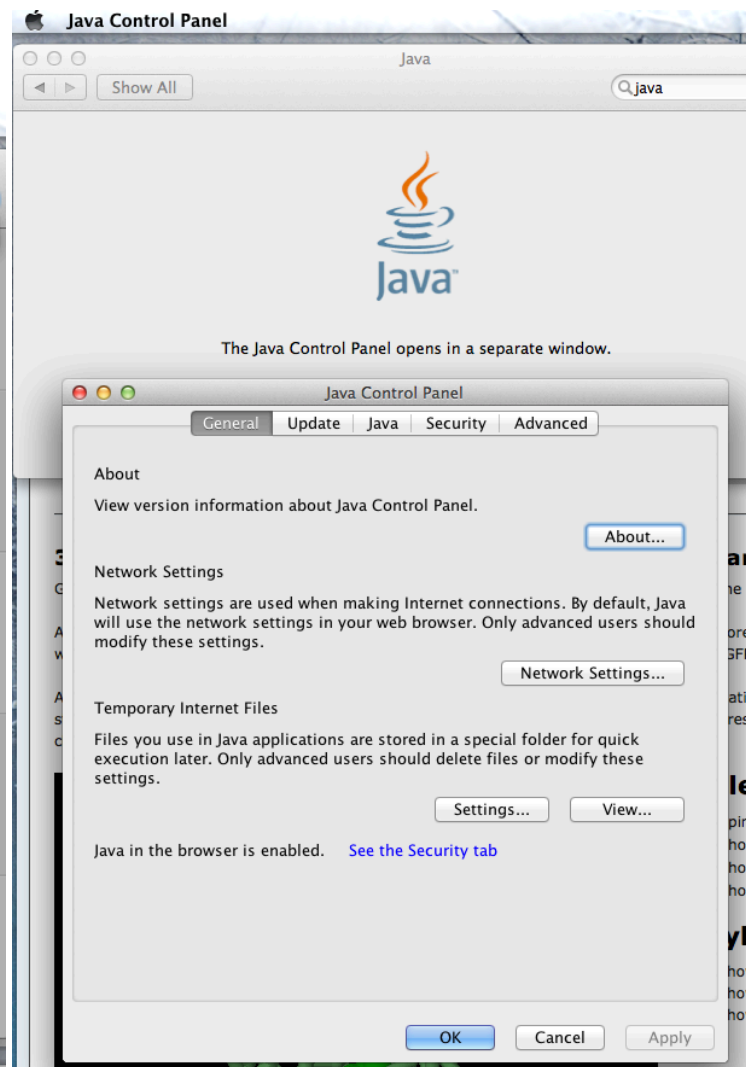 Java Control Panel
Java
Show All
java
Java™
The Java Control Panel opens in a separate window.
Java Control Panel
General Update Java Security Advanced
About
View version information about Java Control Panel.
About...
Network Settings
Network settings are used when making Internet connections. By default, Java
will use the network settings in your web browser. Only advanced users should
modify these settings.
Network Settings...
Temporary Internet Files
Files you use in Java applications are stored in a special folder for quick
execution later. Only advanced users should delete files or modify these
settings.
Settings... View...
Java in the browser is enabled. See the Security tab
OK Cancel Apply